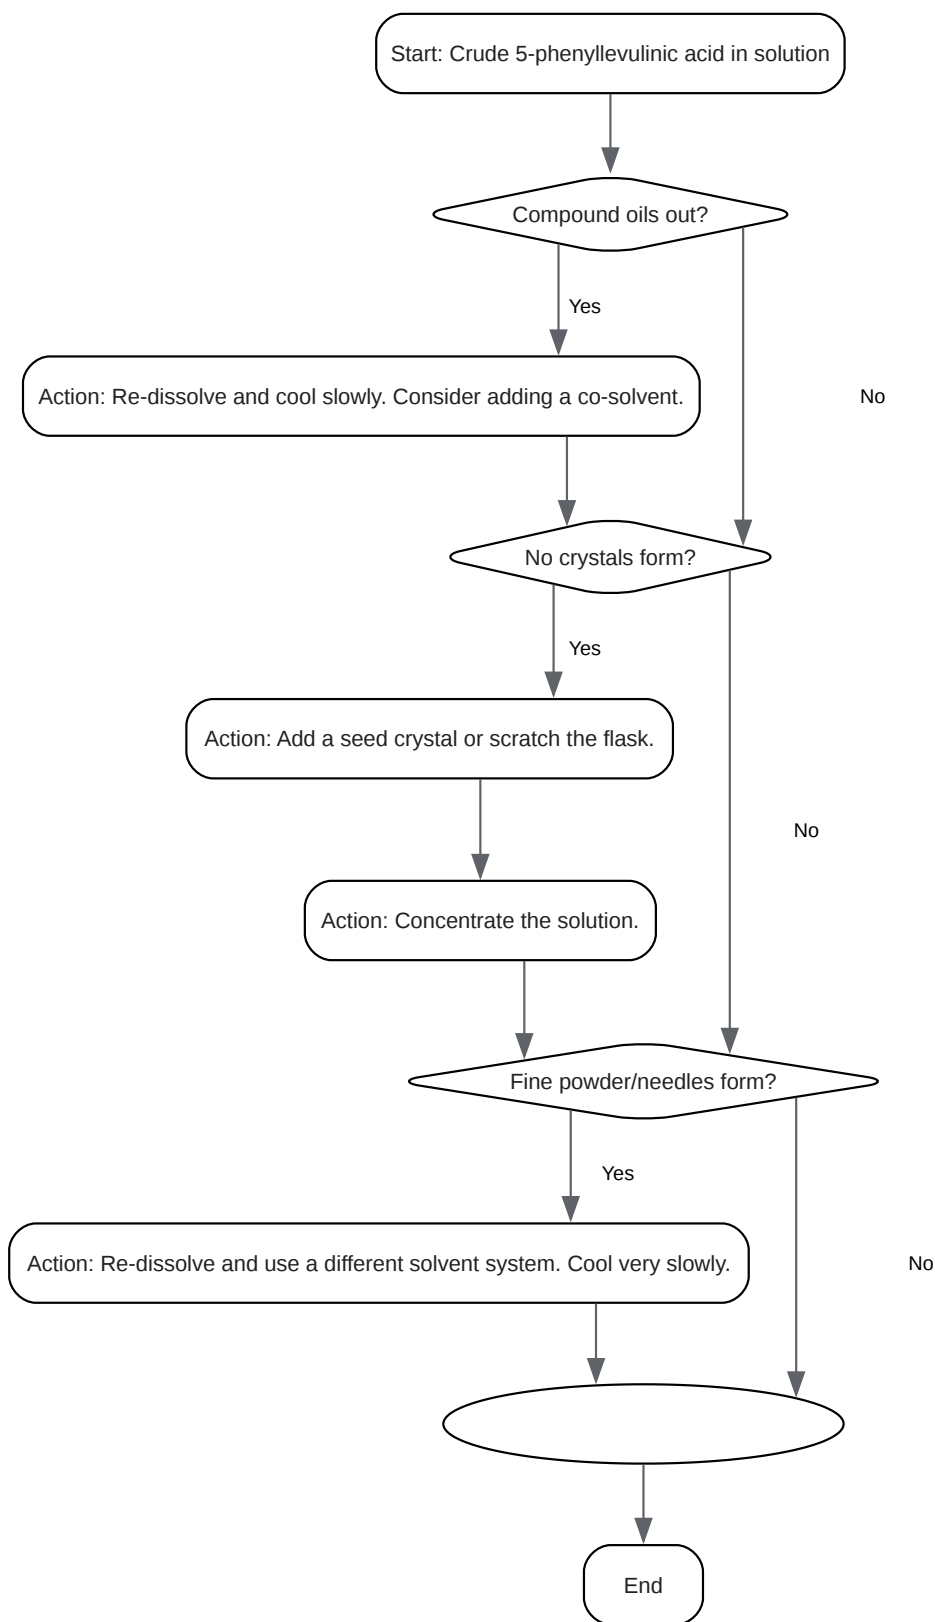 Start: Crude 5-phenyllevulinic acid in solution
Compound oils out?
Yes
Action: Re-dissolve and cool slowly. Consider adding a co-solvent.
No
No crystals form?
Yes
Action: Add a seed crystal or scratch the flask.
No
Action: Concentrate the solution.
Fine powder/needles form?
Yes
Action: Re-dissolve and use a different solvent system. Cool very slowly.
No
End